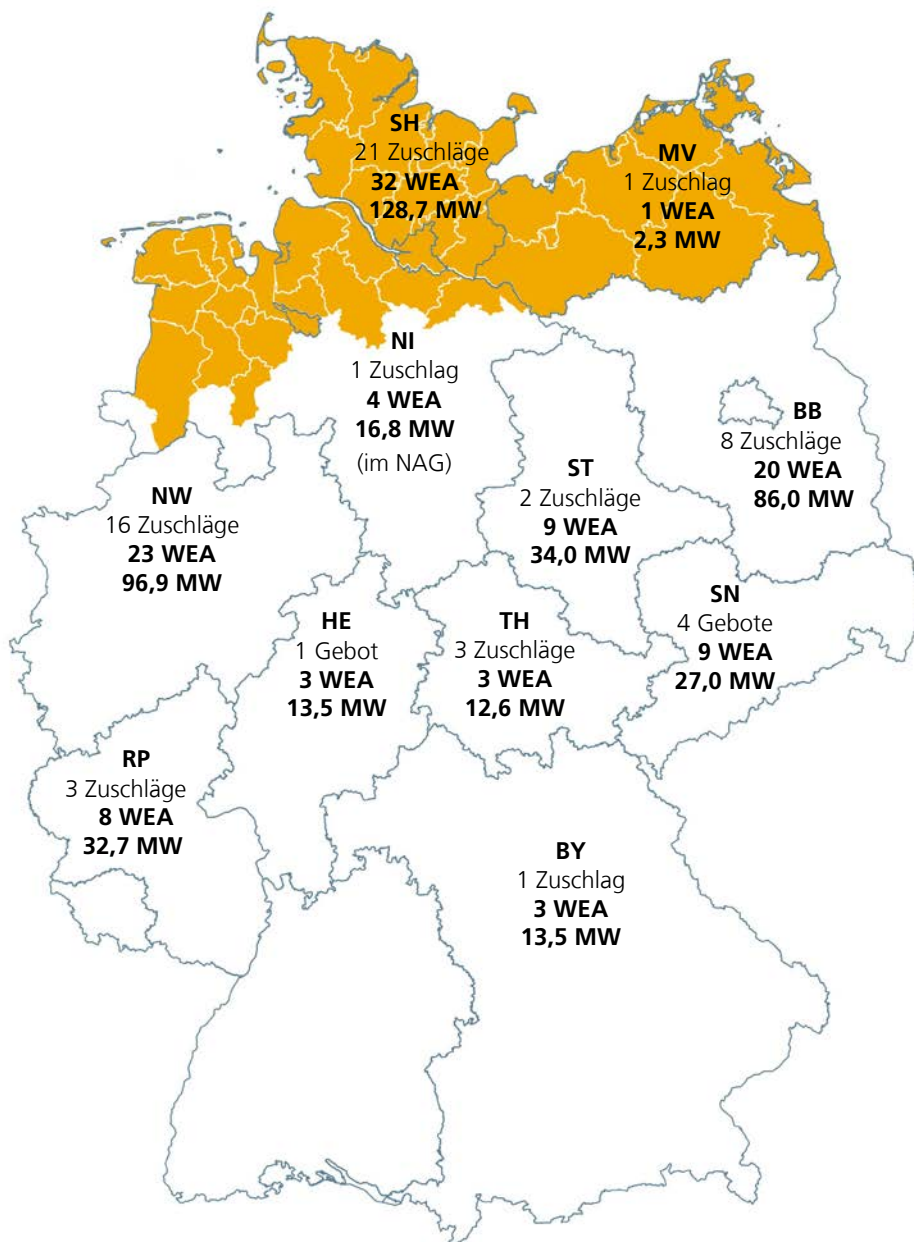 SH
21 Zuschläge
32 WEA
128,7 MW
MV
1 Zuschlag
1 WEA
2,3 MW
NI
1 Zuschlag
4 WEA
16,8 MW
(im NAG)
BB
8 Zuschläge
20 WEA
86,0 MW
ST
2 Zuschläge
9 WEA
34,0 MW
NW
16 Zuschläge
23 WEA
96,9 MW
HE
1 Gebot
3 WEA
13,5 MW
TH
3 Zuschläge
3 WEA
12,6 MW
SN
4 Gebote
9 WEA
27,0 MW
RP
3 Zuschläge
8 WEA
32,7 MW
BY
1 Zuschlag
3 WEA
13,5 MW